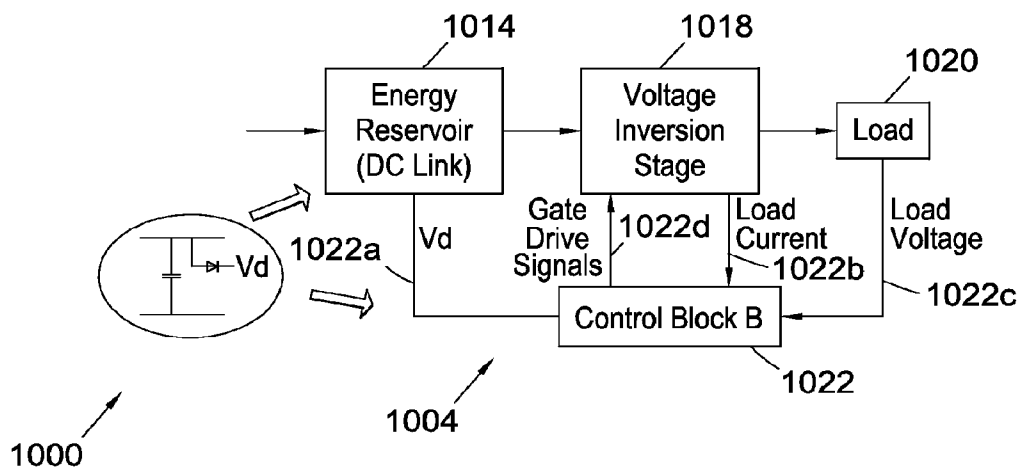 1014
1018
1020
Energy
Reservoir
(DC Link)
Voltage
Inversion
Stage
Load
Vd
1022a
Vd
Gate
Drive
Signals
1022d
Load
Current
1022b
Load
Voltage
1022c
Control Block B
1022
1004
1000